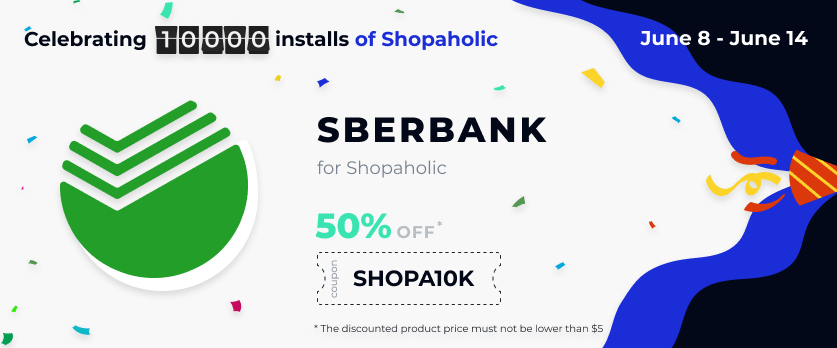 Celebrating 10000 installs of Shopaholic
June 8 - June 14
SBERBANK
for Shopaholic
50% OFF*
coupon SHOPA10K
* The discounted product price must not be lower than $5